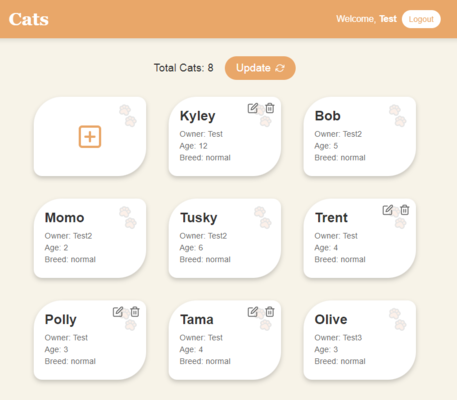 Cats
Welcome, Test Logout
Total Cats: 8 Update
Kyley
Owner: Test
Age: 12
Breed: normal
Bob
Owner: Test2
Age: 5
Breed: normal
Momo
Owner: Test2
Age: 2
Breed: normal
Tusky
Owner: Test2
Age: 6
Breed: normal
Trent
Owner: Test
Age: 4
Breed: normal
Polly
Owner: Test
Age: 3
Breed: normal
Tama
Owner: Test
Age: 4
Breed: normal
Olive
Owner: Test3
Age: 3
Breed: normal